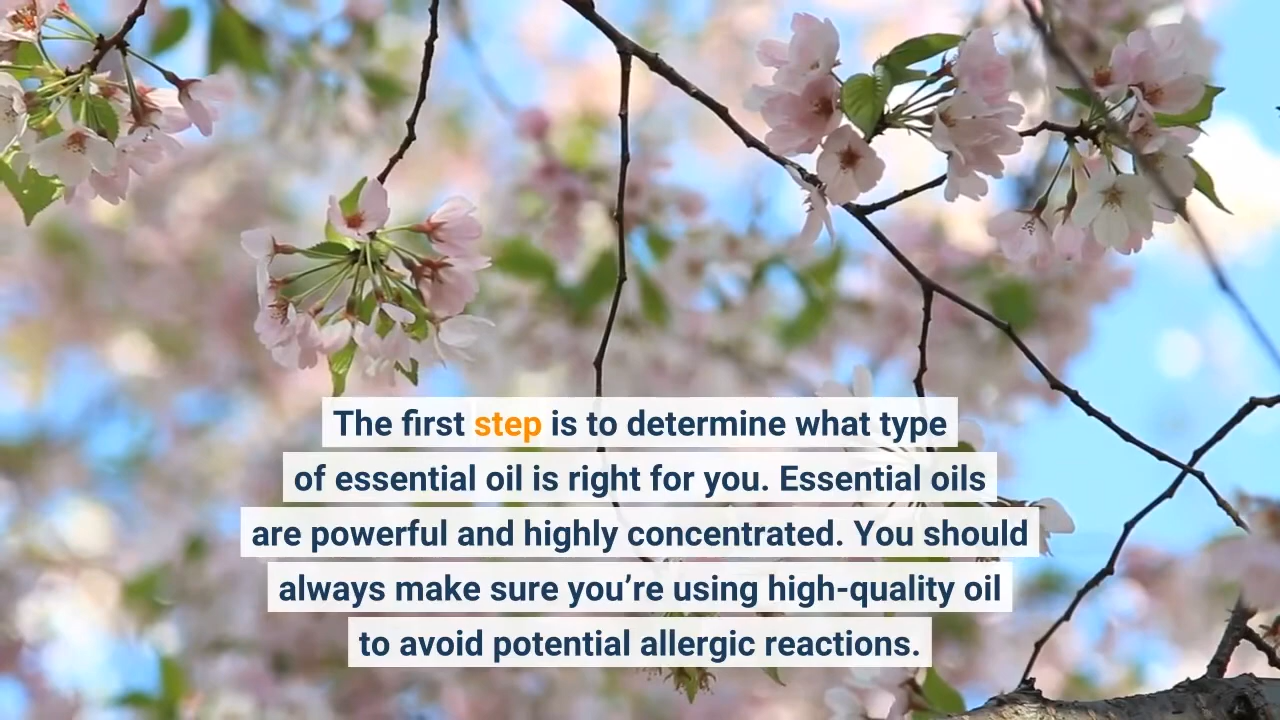 The first step is to determine what type
of essential oil is right for you. Essential oils
are powerful and highly concentrated. You should
always make sure you’re using high-quality oil
to avoid potential allergic reactions.